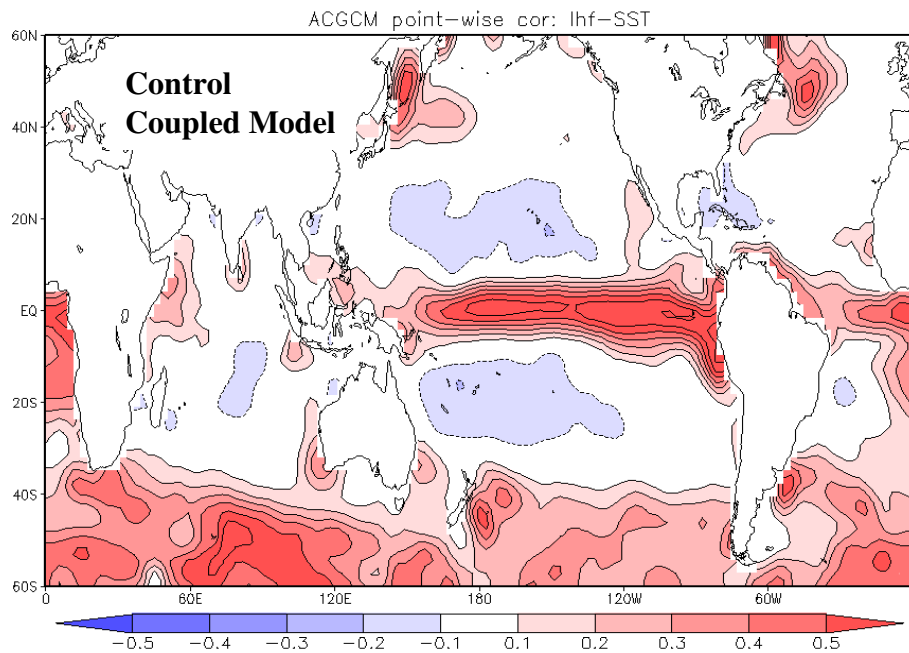 ACGCM point-wise cor: lhf-SST
60N
Control
Coupled Model
40N
20N
EQ
20S
40S
60S
0 60E 120E 180 120W 60W
-0.5 -0.4 -0.3 -0.2 -0.1 0.1 0.2 0.3 0.4 0.5